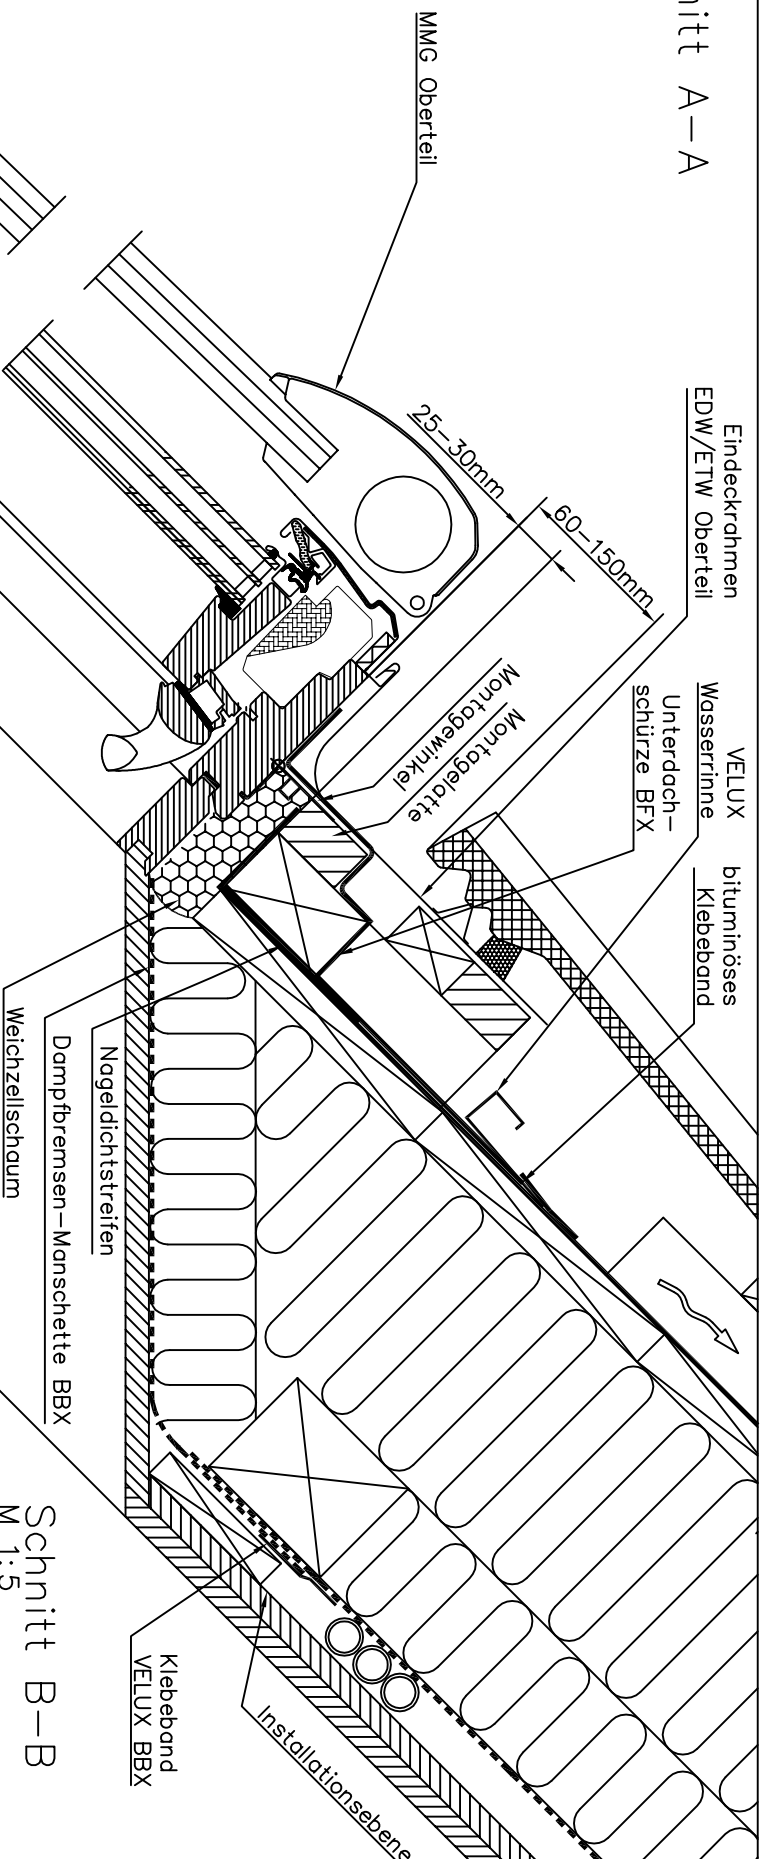 nitt A–A
MMG Oberteil
25–30mm
60–150mm
Eindeckrahmen
EDW/ETW Oberteil
VELUX
Wasserrinne
Unterdach–
schürze BFX
bituminöses
Klebeband
Montagewinkel
Montagelatte
Weichzellschaum
Dampfbremsen–Manschette BBX
Nageldichtstreifen
Klebeband
VELUX BBX
Installationsebene
Schnitt B–B
M 1:5